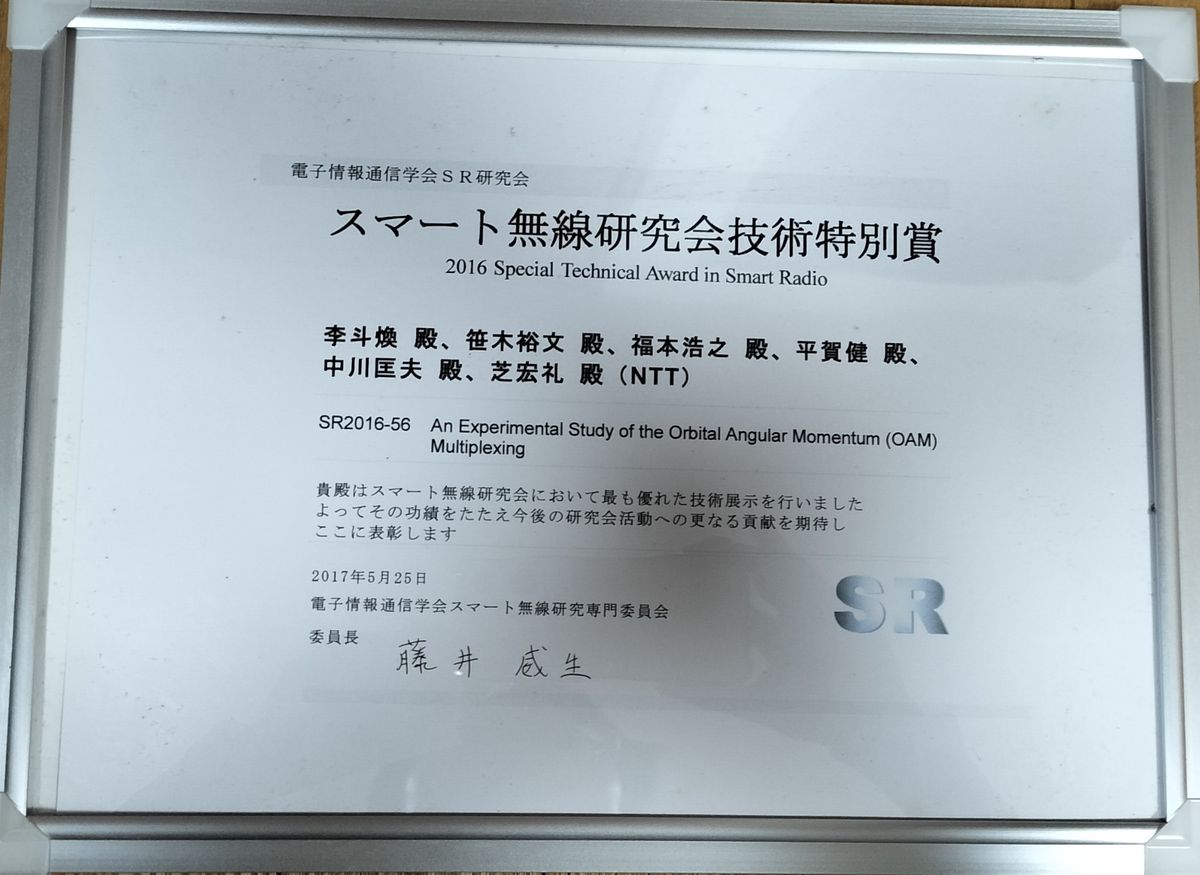 電子情報通信学会ＳＲ研究会
スマート無線研究会技術特別賞
2016 Special Technical Award in Smart Radio
李斗煥 殿、笹木裕文 殿、福本浩之 殿、平賀健 殿、
中川匡夫 殿、芝宏礼 殿（NTT）
SR2016-56 An Experimental Study of the Orbital Angular Momentum (OAM)
Multiplexing
貴殿はスマート無線研究会において最も優れた技術展示を行いました
よってその功績をたたえ今後の研究会活動への更なる貢献を期待し
ここに表彰します
2017年5月25日
電子情報通信学会スマート無線研究専門委員会
委員長 藤井 威生
SR